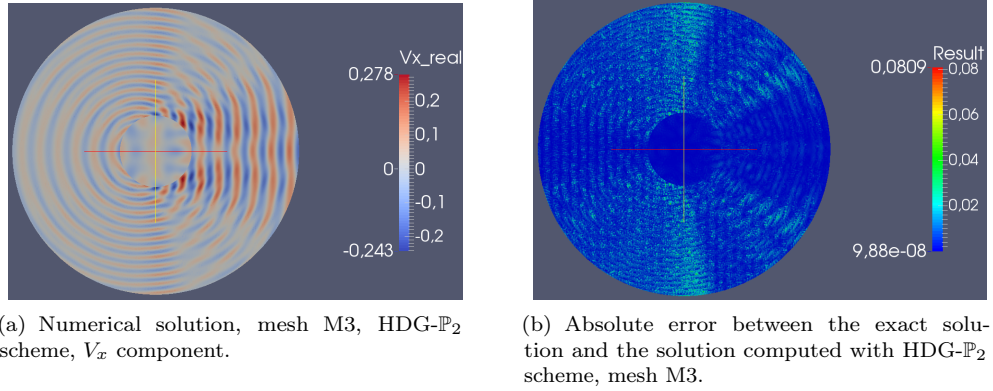 Vx_real
0,278
0,2
0,1
0
0
-0,1
-0,2
-0,243
Result
0,0809
0,08
0,06
0,04
0,02
9,88e-08
(a) Numerical solution, mesh M3, HDG-ℙ₂
scheme, Vₓ component.
(b) Absolute error between the exact solu-
tion and the solution computed with HDG-ℙ₂
scheme, mesh M3.